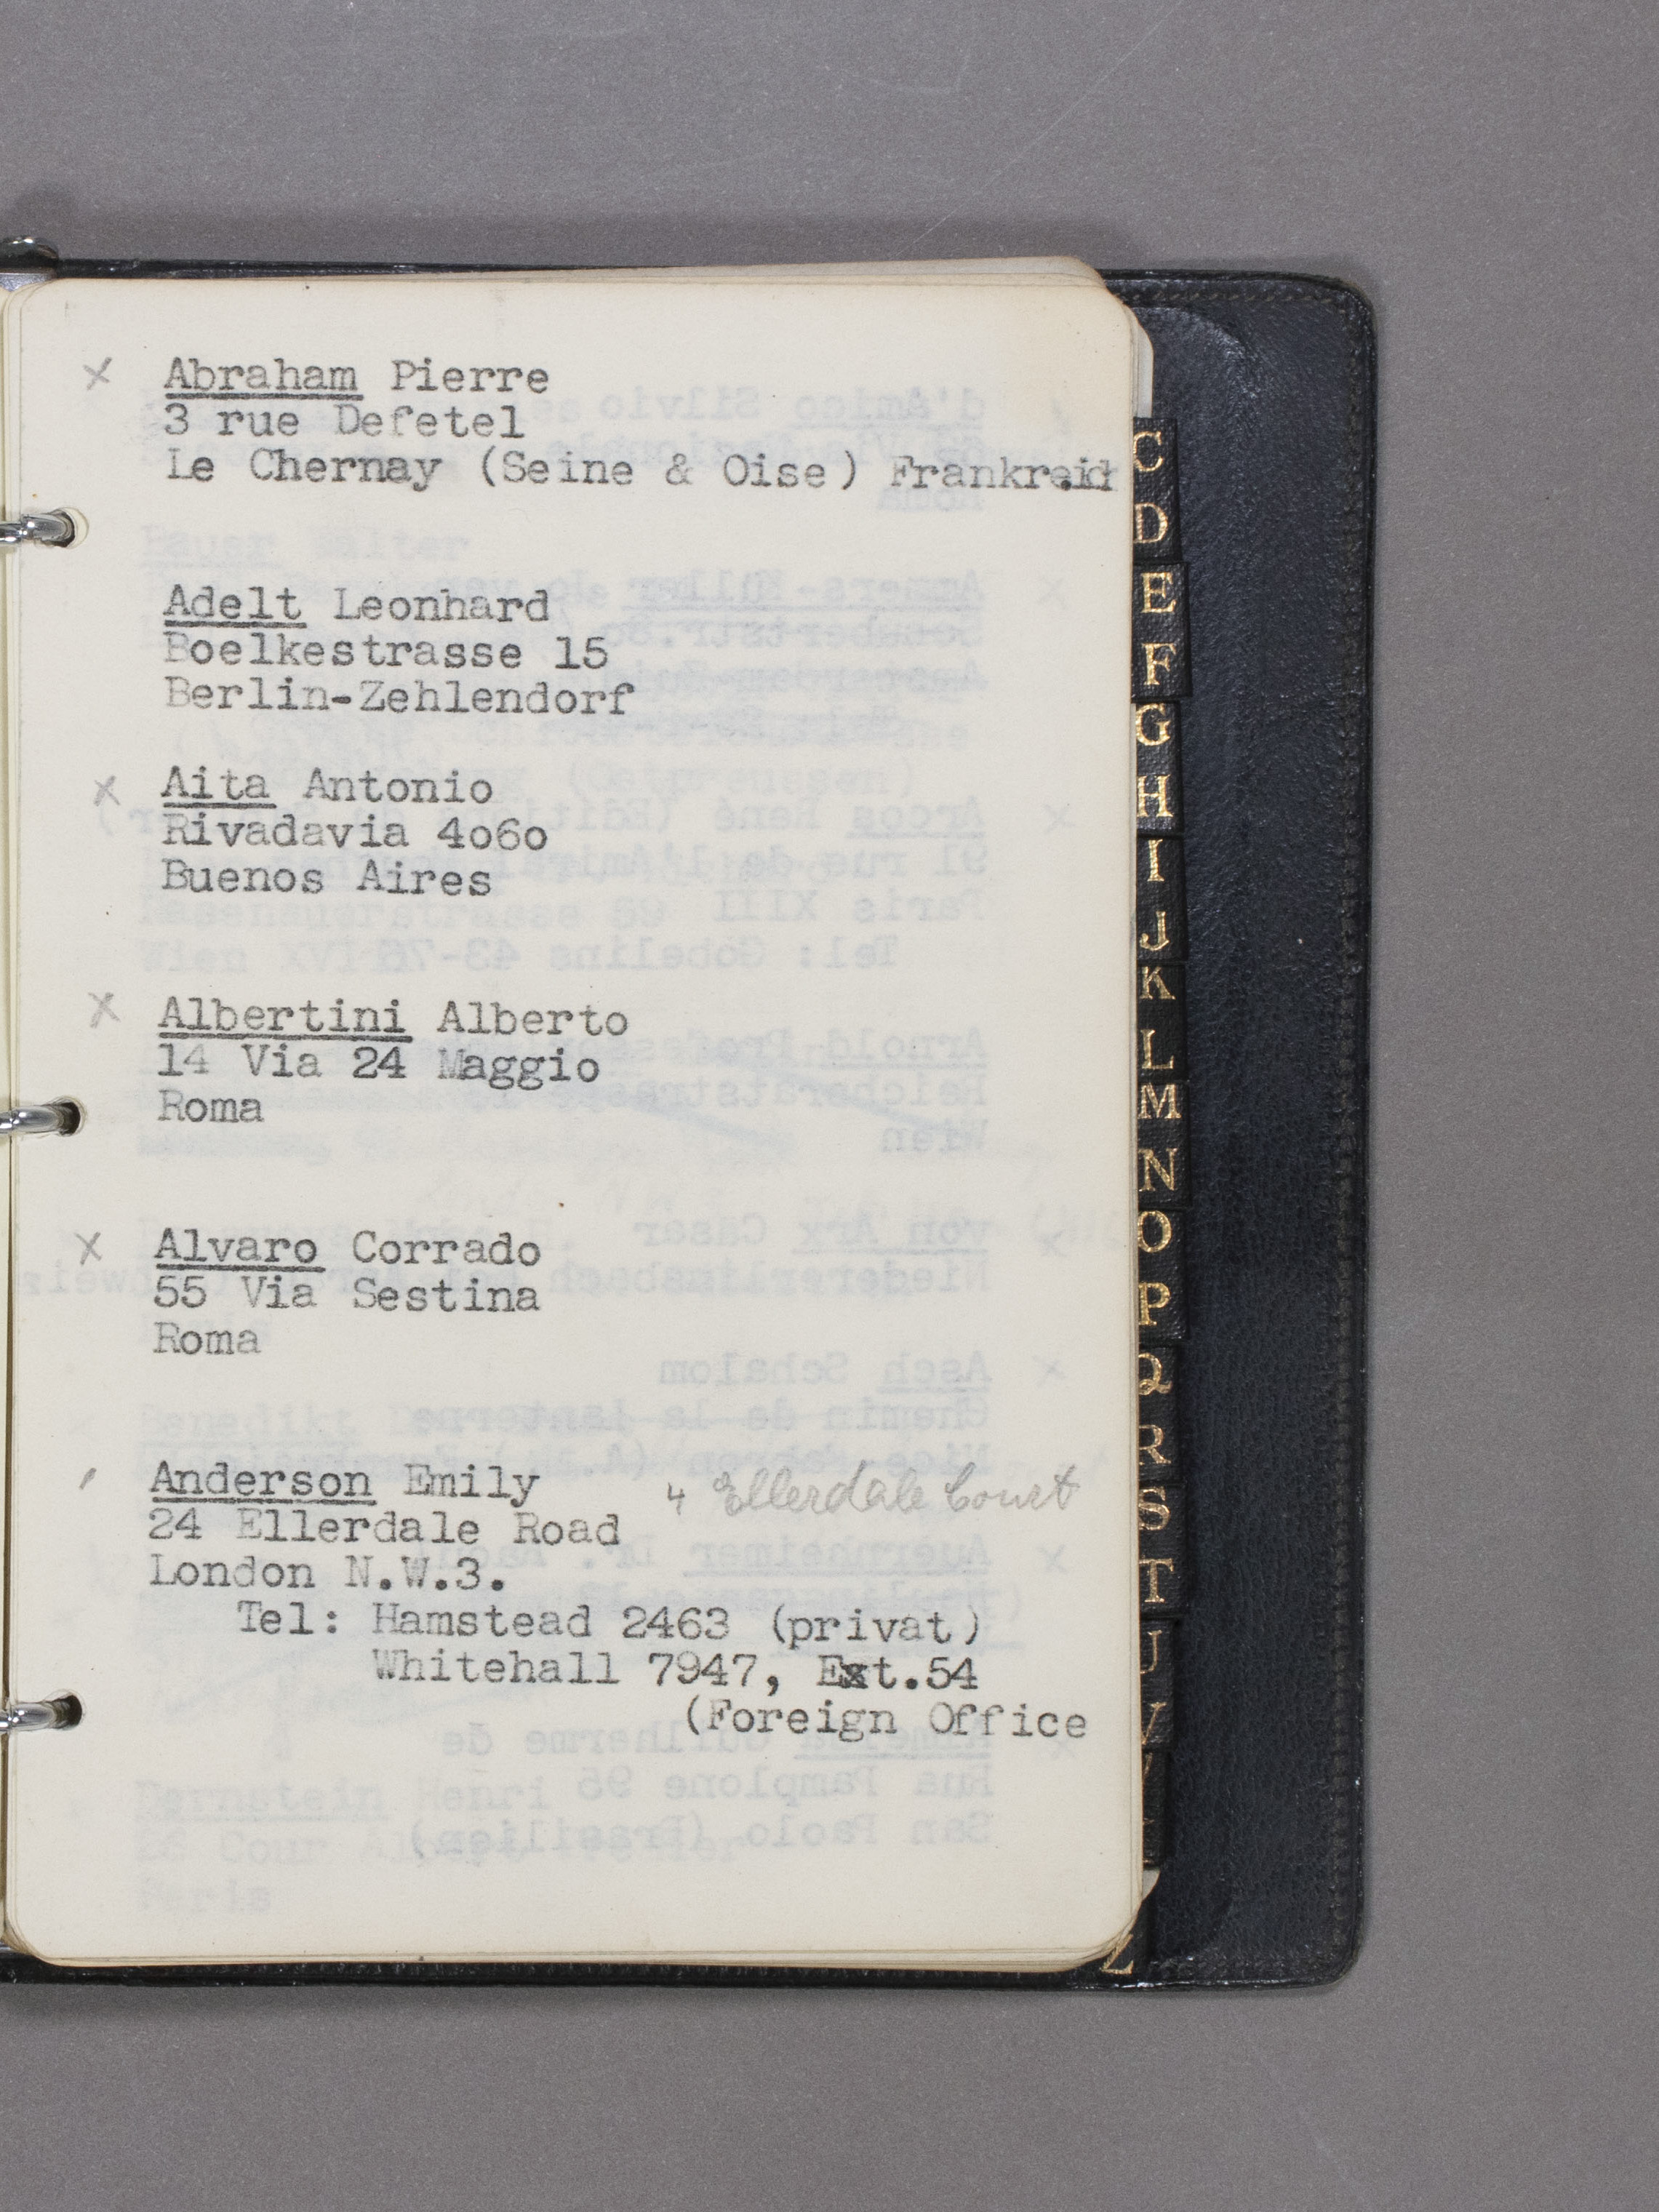 x Abraham Pierre
3 rue Defetel
Le Chernay (Seine & Oise) Frankreich
Adelt Leonhard
Boelkestrasse 15
Berlin-Zehlendorf
x Aita Antonio
Rivadavia 4o6o
Buenos Aires
x Albertini Alberto
14 Via 24 Maggio
Roma
x Alvaro Corrado
55 Via Sestina
Roma
Anderson Emily 4 Ellerdale Court
24 Ellerdale Road
London N.W.3.
Tel: Hamstead 2463 (privat)
Whitehall 7947, Ext.54
(Foreign Office
C
D
E
F
G
H
I
J
K
L
M
N
O
P
Q
R
S
T
U
V
Z